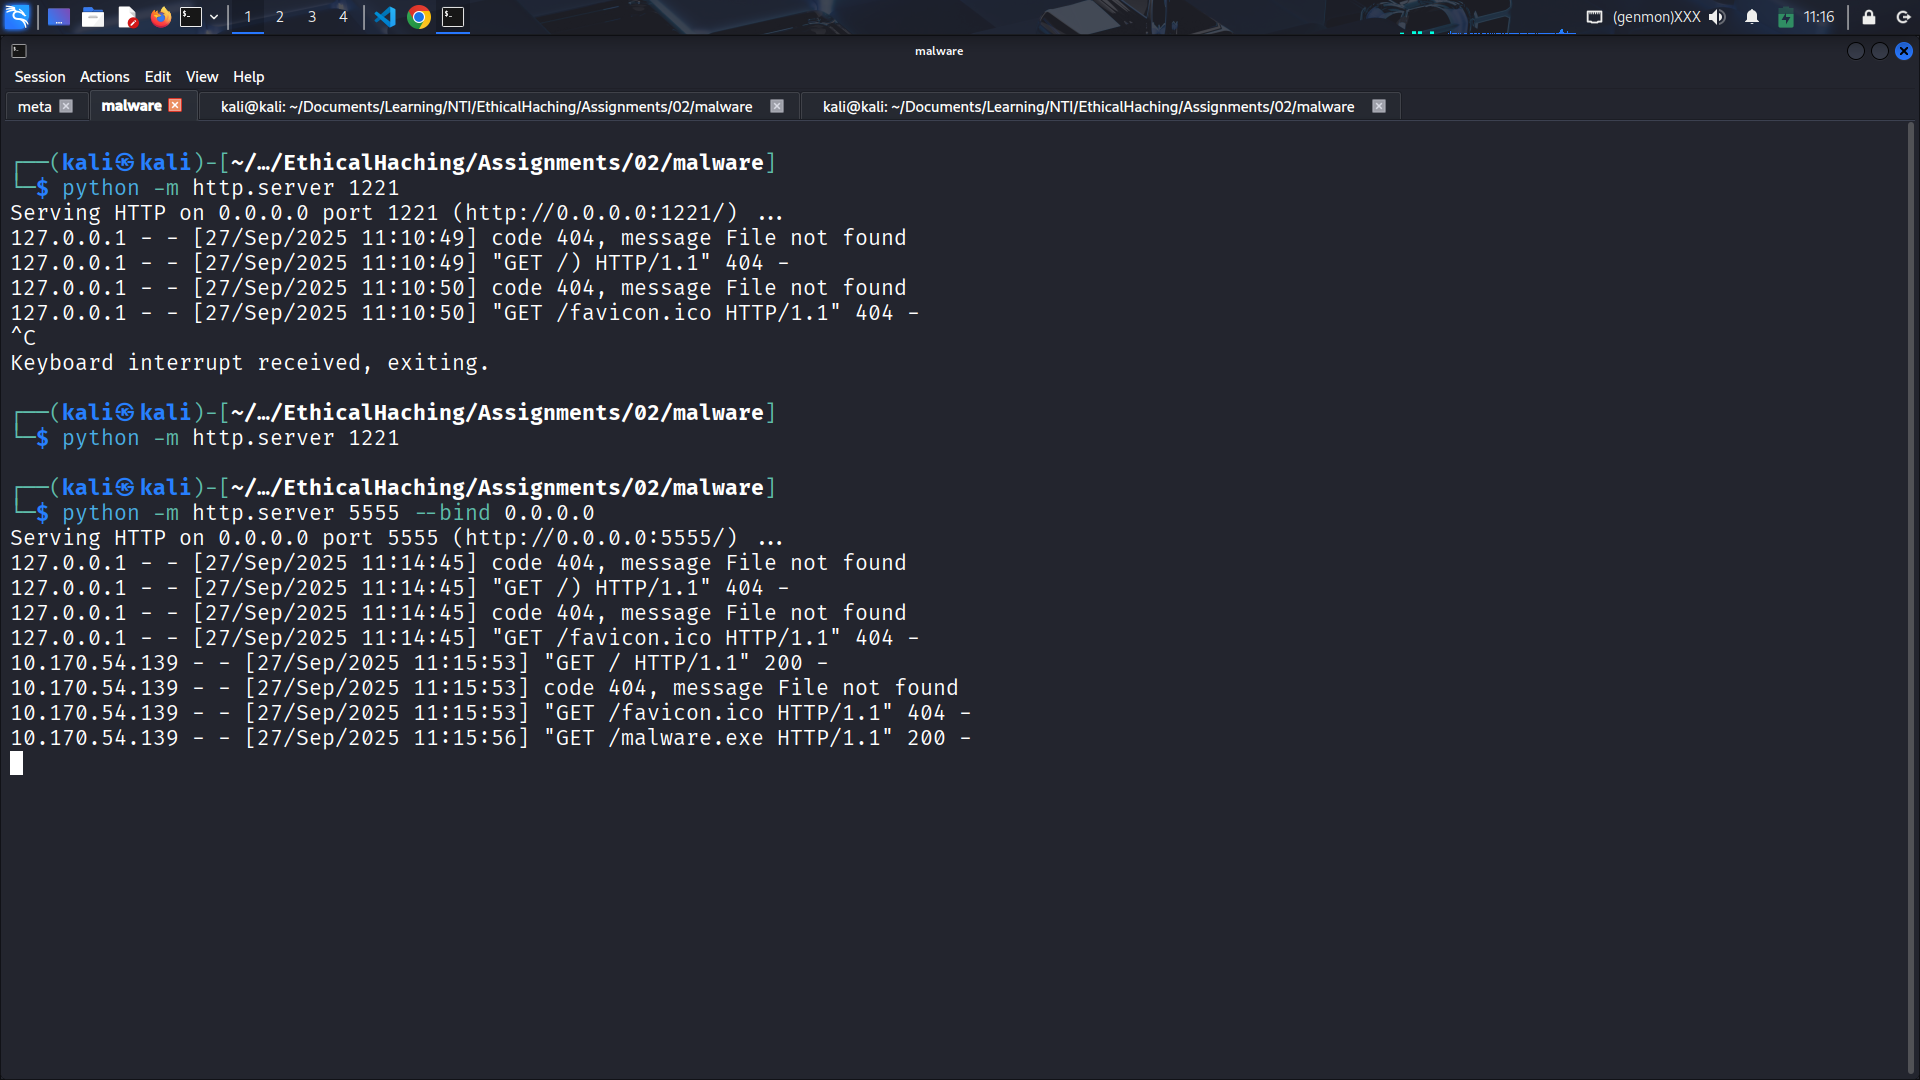 1 2 3 4 (genmon)XXX 11:16
malware
Session Actions Edit View Help
meta malware kali@kali: ~/Documents/Learning/NTI/EthicalHaching/Assignments/02/malware kali@kali: ~/Documents/Learning/NTI/EthicalHaching/Assignments/02/malware
┌──(kali㉿kali)-[~/…/EthicalHaching/Assignments/02/malware]
└─$ python -m http.server 1221
Serving HTTP on 0.0.0.0 port 1221 (http://0.0.0.0:1221/) ...
127.0.0.1 - - [27/Sep/2025 11:10:49] code 404, message File not found
127.0.0.1 - - [27/Sep/2025 11:10:49] "GET /) HTTP/1.1" 404 -
127.0.0.1 - - [27/Sep/2025 11:10:50] code 404, message File not found
127.0.0.1 - - [27/Sep/2025 11:10:50] "GET /favicon.ico HTTP/1.1" 404 -
^C
Keyboard interrupt received, exiting.
┌──(kali㉿kali)-[~/…/EthicalHaching/Assignments/02/malware]
└─$ python -m http.server 1221
┌──(kali㉿kali)-[~/…/EthicalHaching/Assignments/02/malware]
└─$ python -m http.server 5555 --bind 0.0.0.0
Serving HTTP on 0.0.0.0 port 5555 (http://0.0.0.0:5555/) ...
127.0.0.1 - - [27/Sep/2025 11:14:45] code 404, message File not found
127.0.0.1 - - [27/Sep/2025 11:14:45] "GET /) HTTP/1.1" 404 -
127.0.0.1 - - [27/Sep/2025 11:14:45] code 404, message File not found
127.0.0.1 - - [27/Sep/2025 11:14:45] "GET /favicon.ico HTTP/1.1" 404 -
10.170.54.139 - - [27/Sep/2025 11:15:53] "GET / HTTP/1.1" 200 -
10.170.54.139 - - [27/Sep/2025 11:15:53] code 404, message File not found
10.170.54.139 - - [27/Sep/2025 11:15:53] "GET /favicon.ico HTTP/1.1" 404 -
10.170.54.139 - - [27/Sep/2025 11:15:56] "GET /malware.exe HTTP/1.1" 200 -